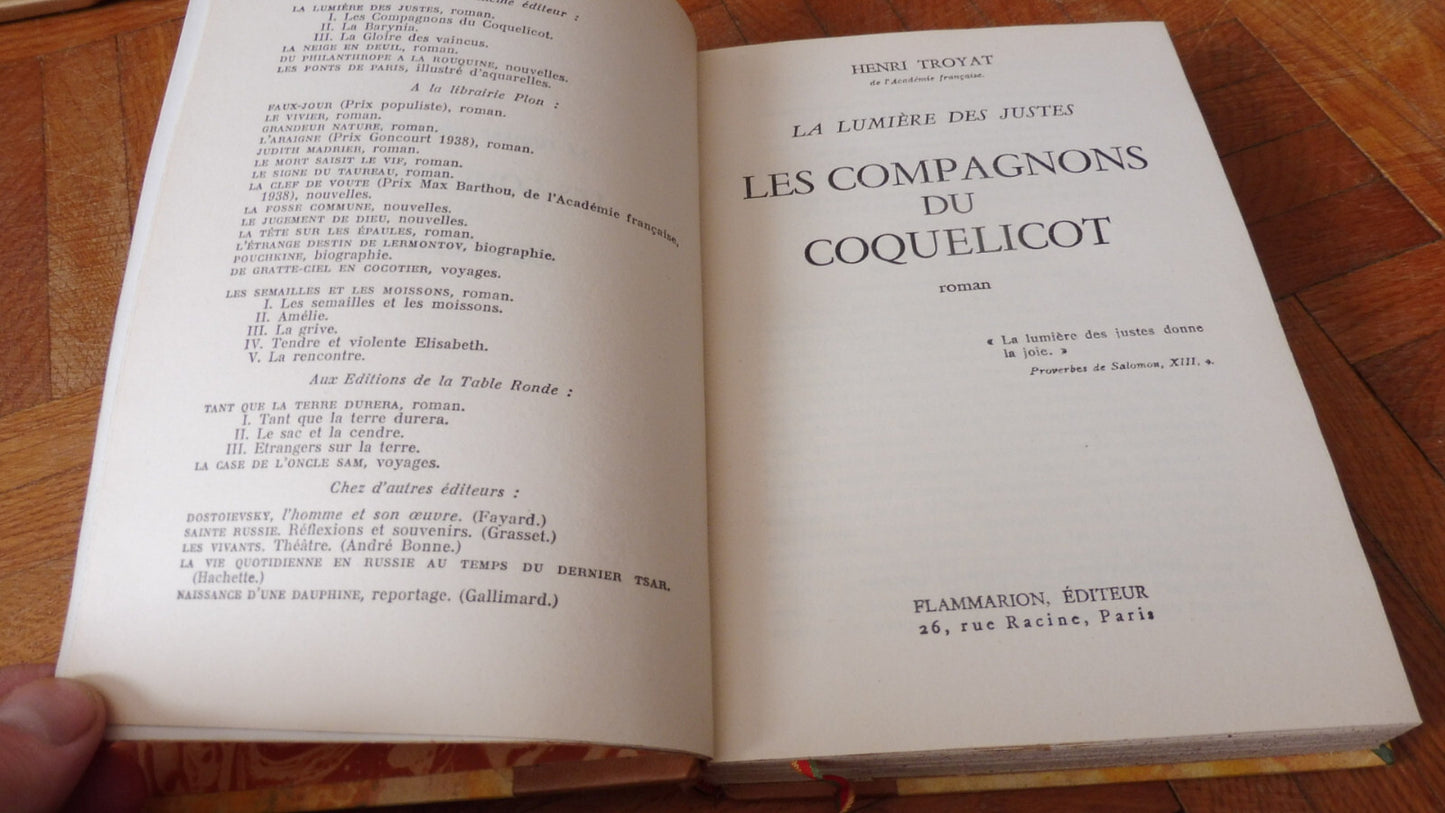 même éditeur :
LA LUMIÈRE DES JUSTES, roman.
I. Les Compagnons du Coquelicot.
II. La Barynia.
III. La Gloire des vaincus.
LA NEIGE EN DEUIL, roman.
DU PHILANTHROPE A LA ROUQUINE, nouvelles.
LES PONTS DE PARIS, illustré d'aquarelles.
A la librairie Plon :
FAUX-JOUR (Prix populiste), roman.
LE VIVIER, roman.
GRANDEUR NATURE, roman.
L'ARAIGNE (Prix Goncourt 1938), roman.
JUDITH MADRIER, roman.
LE MORT SAISIT LE VIF, roman.
LE SIGNE DU TAUREAU, roman.
LA CLEF DE VOUTE (Prix Max Barthou, de l'Académie française,
1938), nouvelles.
LA FOSSE COMMUNE, nouvelles.
LE JUGEMENT DE DIEU, nouvelles.
LA TÊTE SUR LES ÉPAULES, roman.
L'ÉTRANGE DESTIN DE LERMONTOV, biographie.
POUCHKINE, biographie.
DE GRATTE-CIEL EN COCOTIER, voyages.
LES SEMAILLES ET LES MOISSONS, roman.
I. Les semailles et les moissons.
II. Amélie.
III. La grive.
IV. Tendre et violente Elisabeth.
V. La rencontre.
Aux Editions de la Table Ronde :
TANT QUE LA TERRE DURERA, roman.
I. Tant que la terre durera.
II. Le sac et la cendre.
III. Etrangers sur la terre.
LA CASE DE L'ONCLE SAM, voyages.
Chez d'autres éditeurs :
DOSTOIEVSKY, l'homme et son œuvre. (Fayard.)
SAINTE RUSSIE. Réflexions et souvenirs. (Grasset.)
LES VIVANTS. Théâtre. (André Bonne.)
LA VIE QUOTIDIENNE EN RUSSIE AU TEMPS DU DERNIER TSAR.
(Hachette.)
NAISSANCE D'UNE DAUPHINE, reportage. (Gallimard.)
HENRI TROYAT
de l'Académie française.
LA LUMIÈRE DES JUSTES
LES COMPAGNONS
DU
COQUELICOT
roman
« La lumière des justes donne
la joie. »
Proverbes de Salomon, XIII, 9.
FLAMMARION, ÉDITEUR
26, rue Racine, Paris